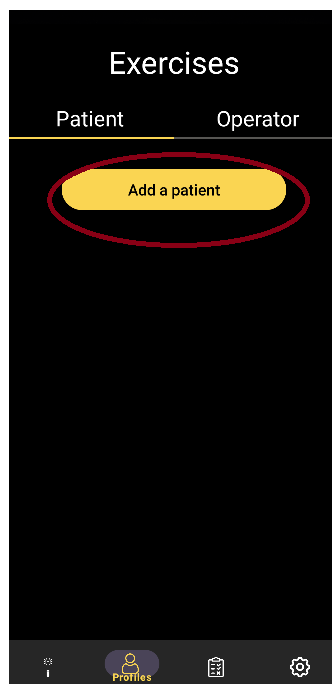 Exercises
Patient Operator
Add a patient
Profiles